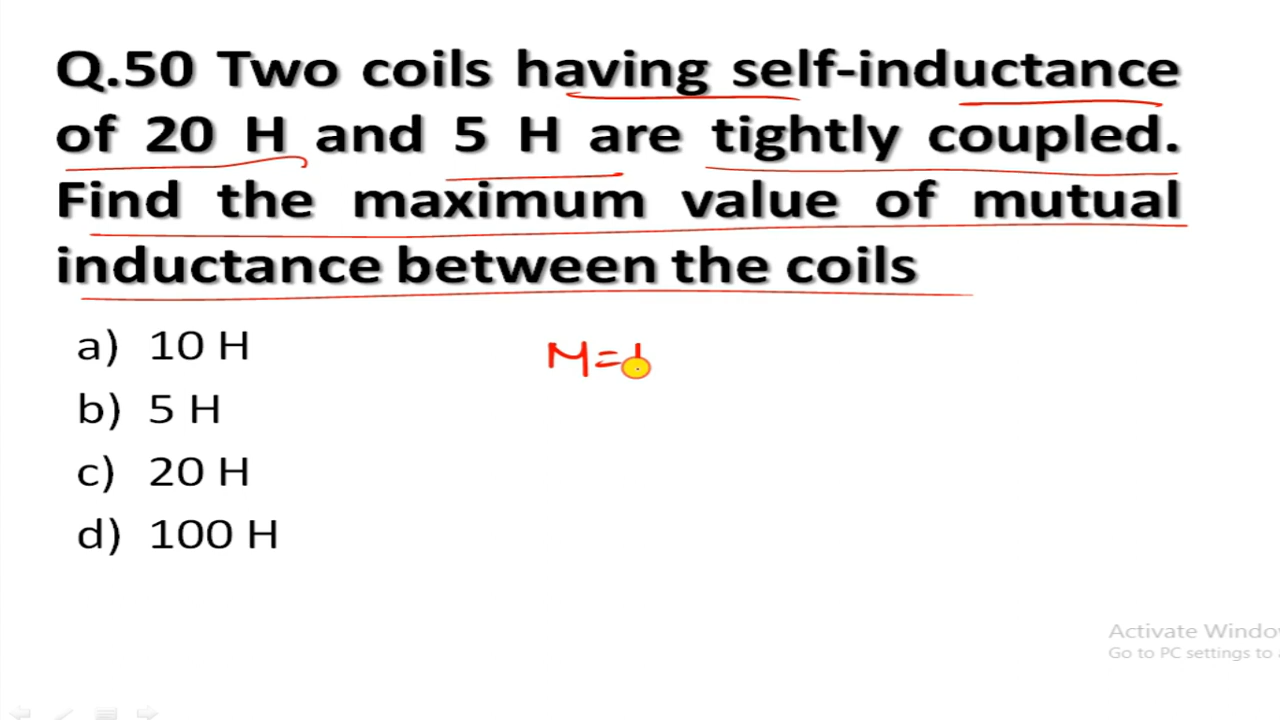 Q.50 Two coils having self-inductance
of 20 H and 5 H are tightly coupled.
Find the maximum value of mutual
inductance between the coils
a) 10 H
b) 5 H
c) 20 H
d) 100 H
M=
Activate Windo
Go to PC settings to